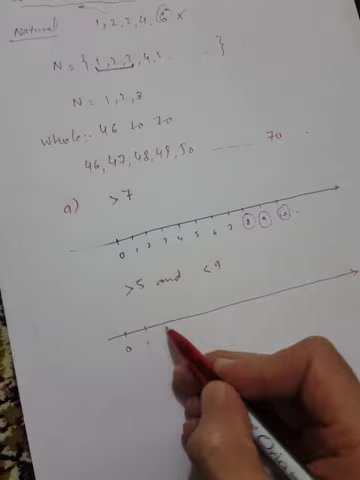 Natural 1, 2, 3, 4. 6 x
N = { 1, 2, 3, 4, 5. . . . . }
N = 1, 2, 3
whole:- 46 to 70
46, 47, 48, 49, 50 ........ 70 .
a) >7
0 1 2 3 4 5 6 7 8 9 10 .
>5 and <9
0 1